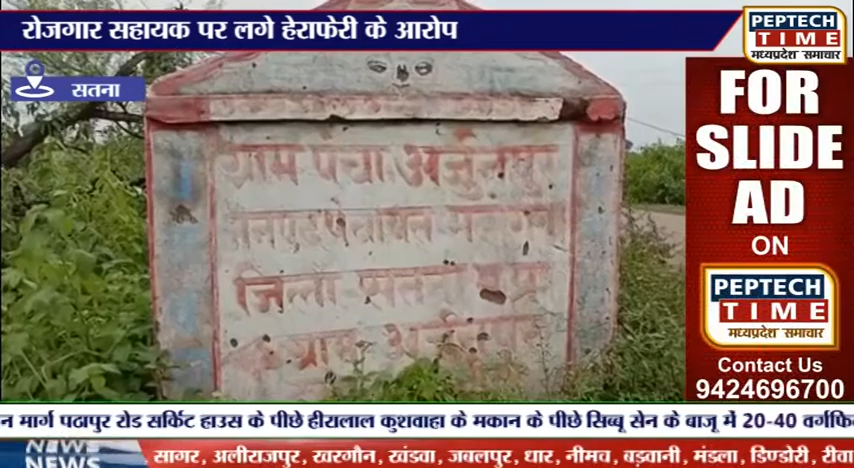 रोजगार सहायक पर लगे हेराफेरी के आरोप
PEPTECH
TIME
मध्यप्रदेश समाचार
सतना
FOR
SLIDE
AD
ON
PEPTECH
TIME
मध्यप्रदेश समाचार
Contact Us
9424696700
ग्राम पंचा अर्जुनपुर
जिला सतना
ग्राम
न मार्ग पठापुर रोड सर्किट हाउस के पीछे हीरालाल कुशवाहा के मकान के पीछे सिब्बू सेन के बाजू में 20-40 वर्गफि
NEWS
NEWS
सागर, अलीराजपुर, खरगौन, खंडवा, जबलपुर, धार, नीमच, बड़वानी, मंडला, डिण्डोरी, रीवा